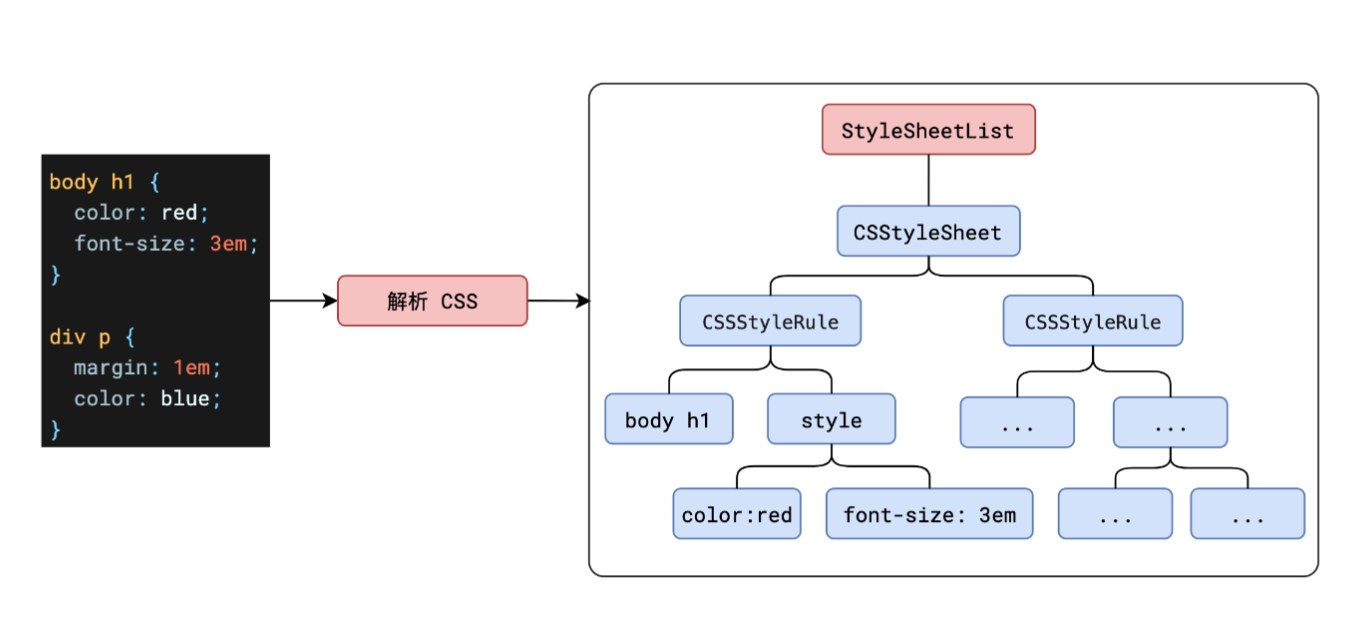 body h1 {
color: red;
font-size: 3em;
}
div p {
margin: 1em;
color: blue;
}
解析 CSS
StyleSheetList
CSStyleSheet
CSSStyleRule
CSSStyleRule
body h1
style
...
...
color:red
font-size: 3em
...
...